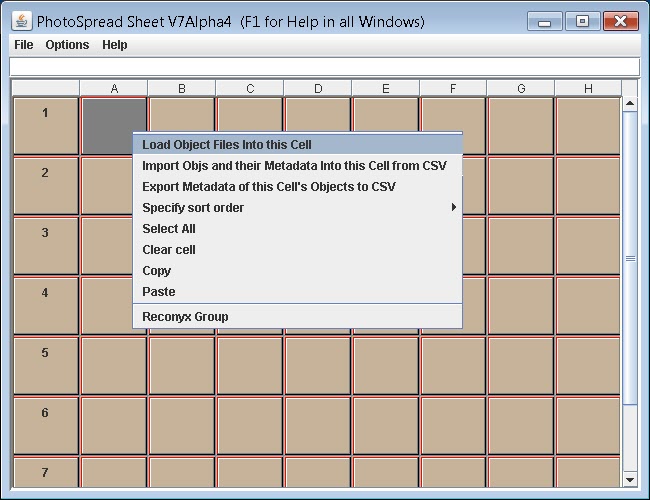 PhotoSpread Sheet V7Alpha4 (F1 for Help in all Windows)
File Options Help
A B C D E F G H
1
Load Object Files Into this Cell
2 Import Objs and their Metadata Into this Cell from CSV
Export Metadata of this Cell's Objects to CSV
Specify sort order
3 Select All
Clear cell
Copy
4 Paste
Reconyx Group
5
6
7